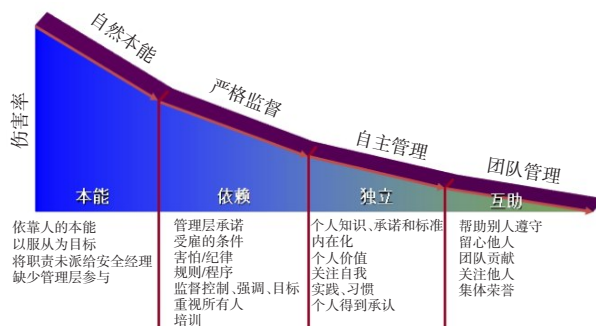 自然本能
严格监督
自主管理
团队管理
伤害率
本能
依赖
独立
互助
依靠人的本能
以服从为目标
将职责未派给安全经理
缺少管理层参与
管理层承诺
受雇的条件
害怕/纪律
规则/程序
监督控制、强调、目标
重视所有人
培训
个人知识、承诺和标准
内在化
个人价值
关注自我
实践、习惯
个人得到承认
帮助别人遵守
留心他人
团队贡献
关注他人
集体荣誉